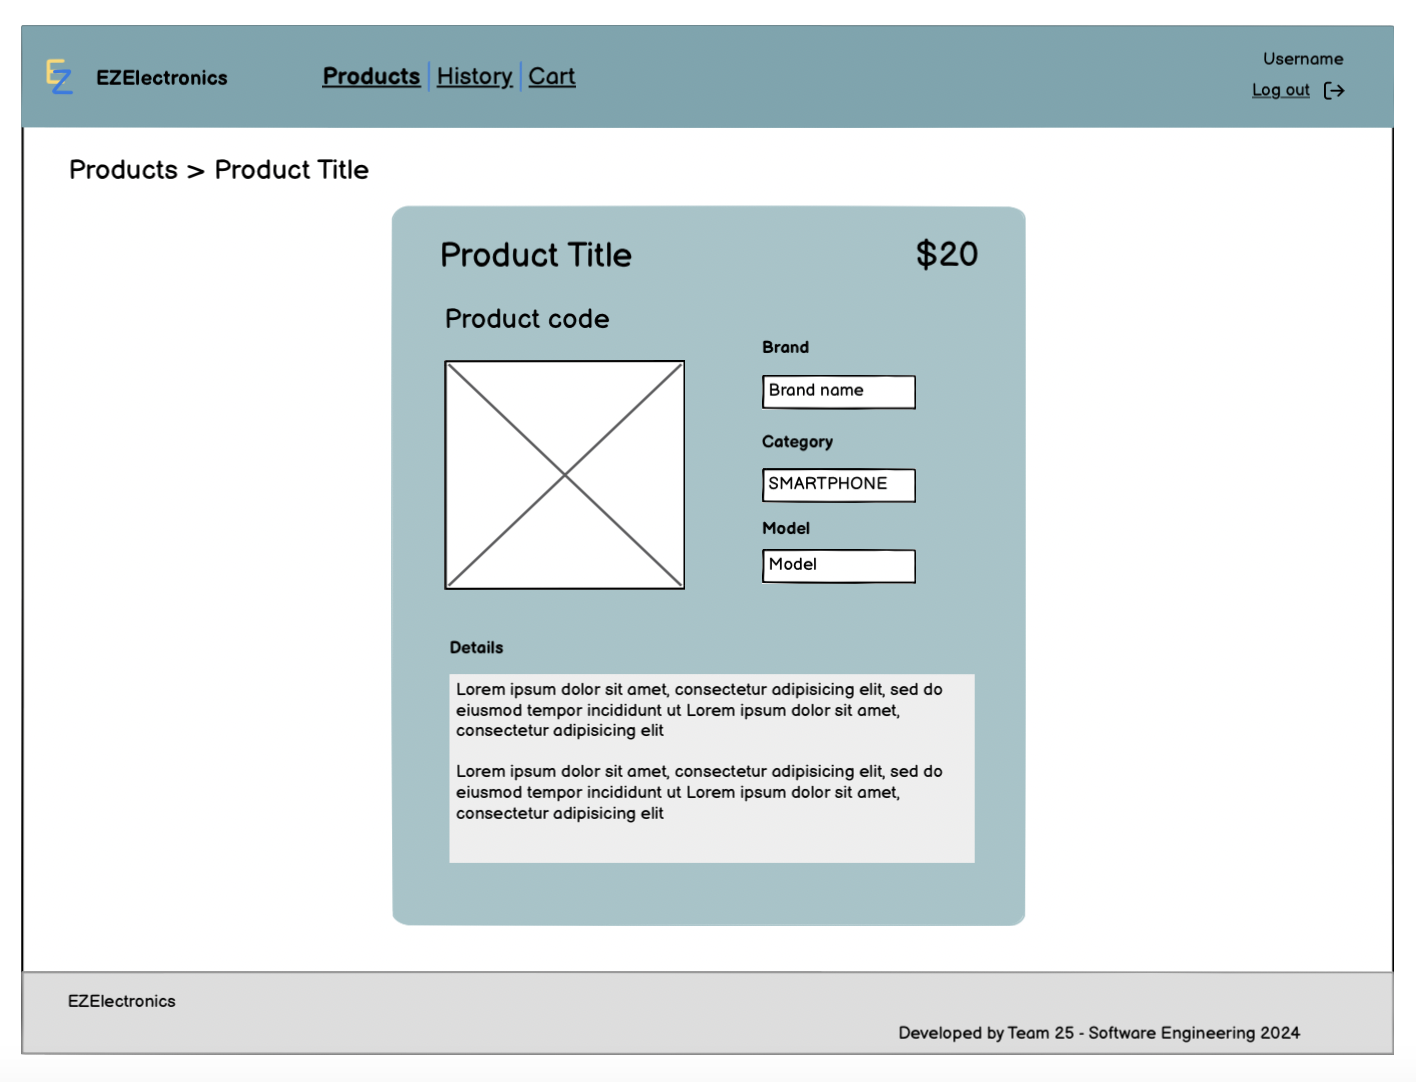 EZ
EZElectronics
Products
History
Cart
Username
Log out
Products > Product Title
Product Title
$20
Product code
Brand
Brand name
Category
SMARTPHONE
Model
Model
Details
Lorem ipsum dolor sit amet, consectetur adipisicing elit, sed do
eiusmod tempor incididunt ut Lorem ipsum dolor sit amet,
consectetur adipisicing elit
Lorem ipsum dolor sit amet, consectetur adipisicing elit, sed do
eiusmod tempor incididunt ut Lorem ipsum dolor sit amet,
consectetur adipisicing elit
EZElectronics
Developed by Team 25 - Software Engineering 2024